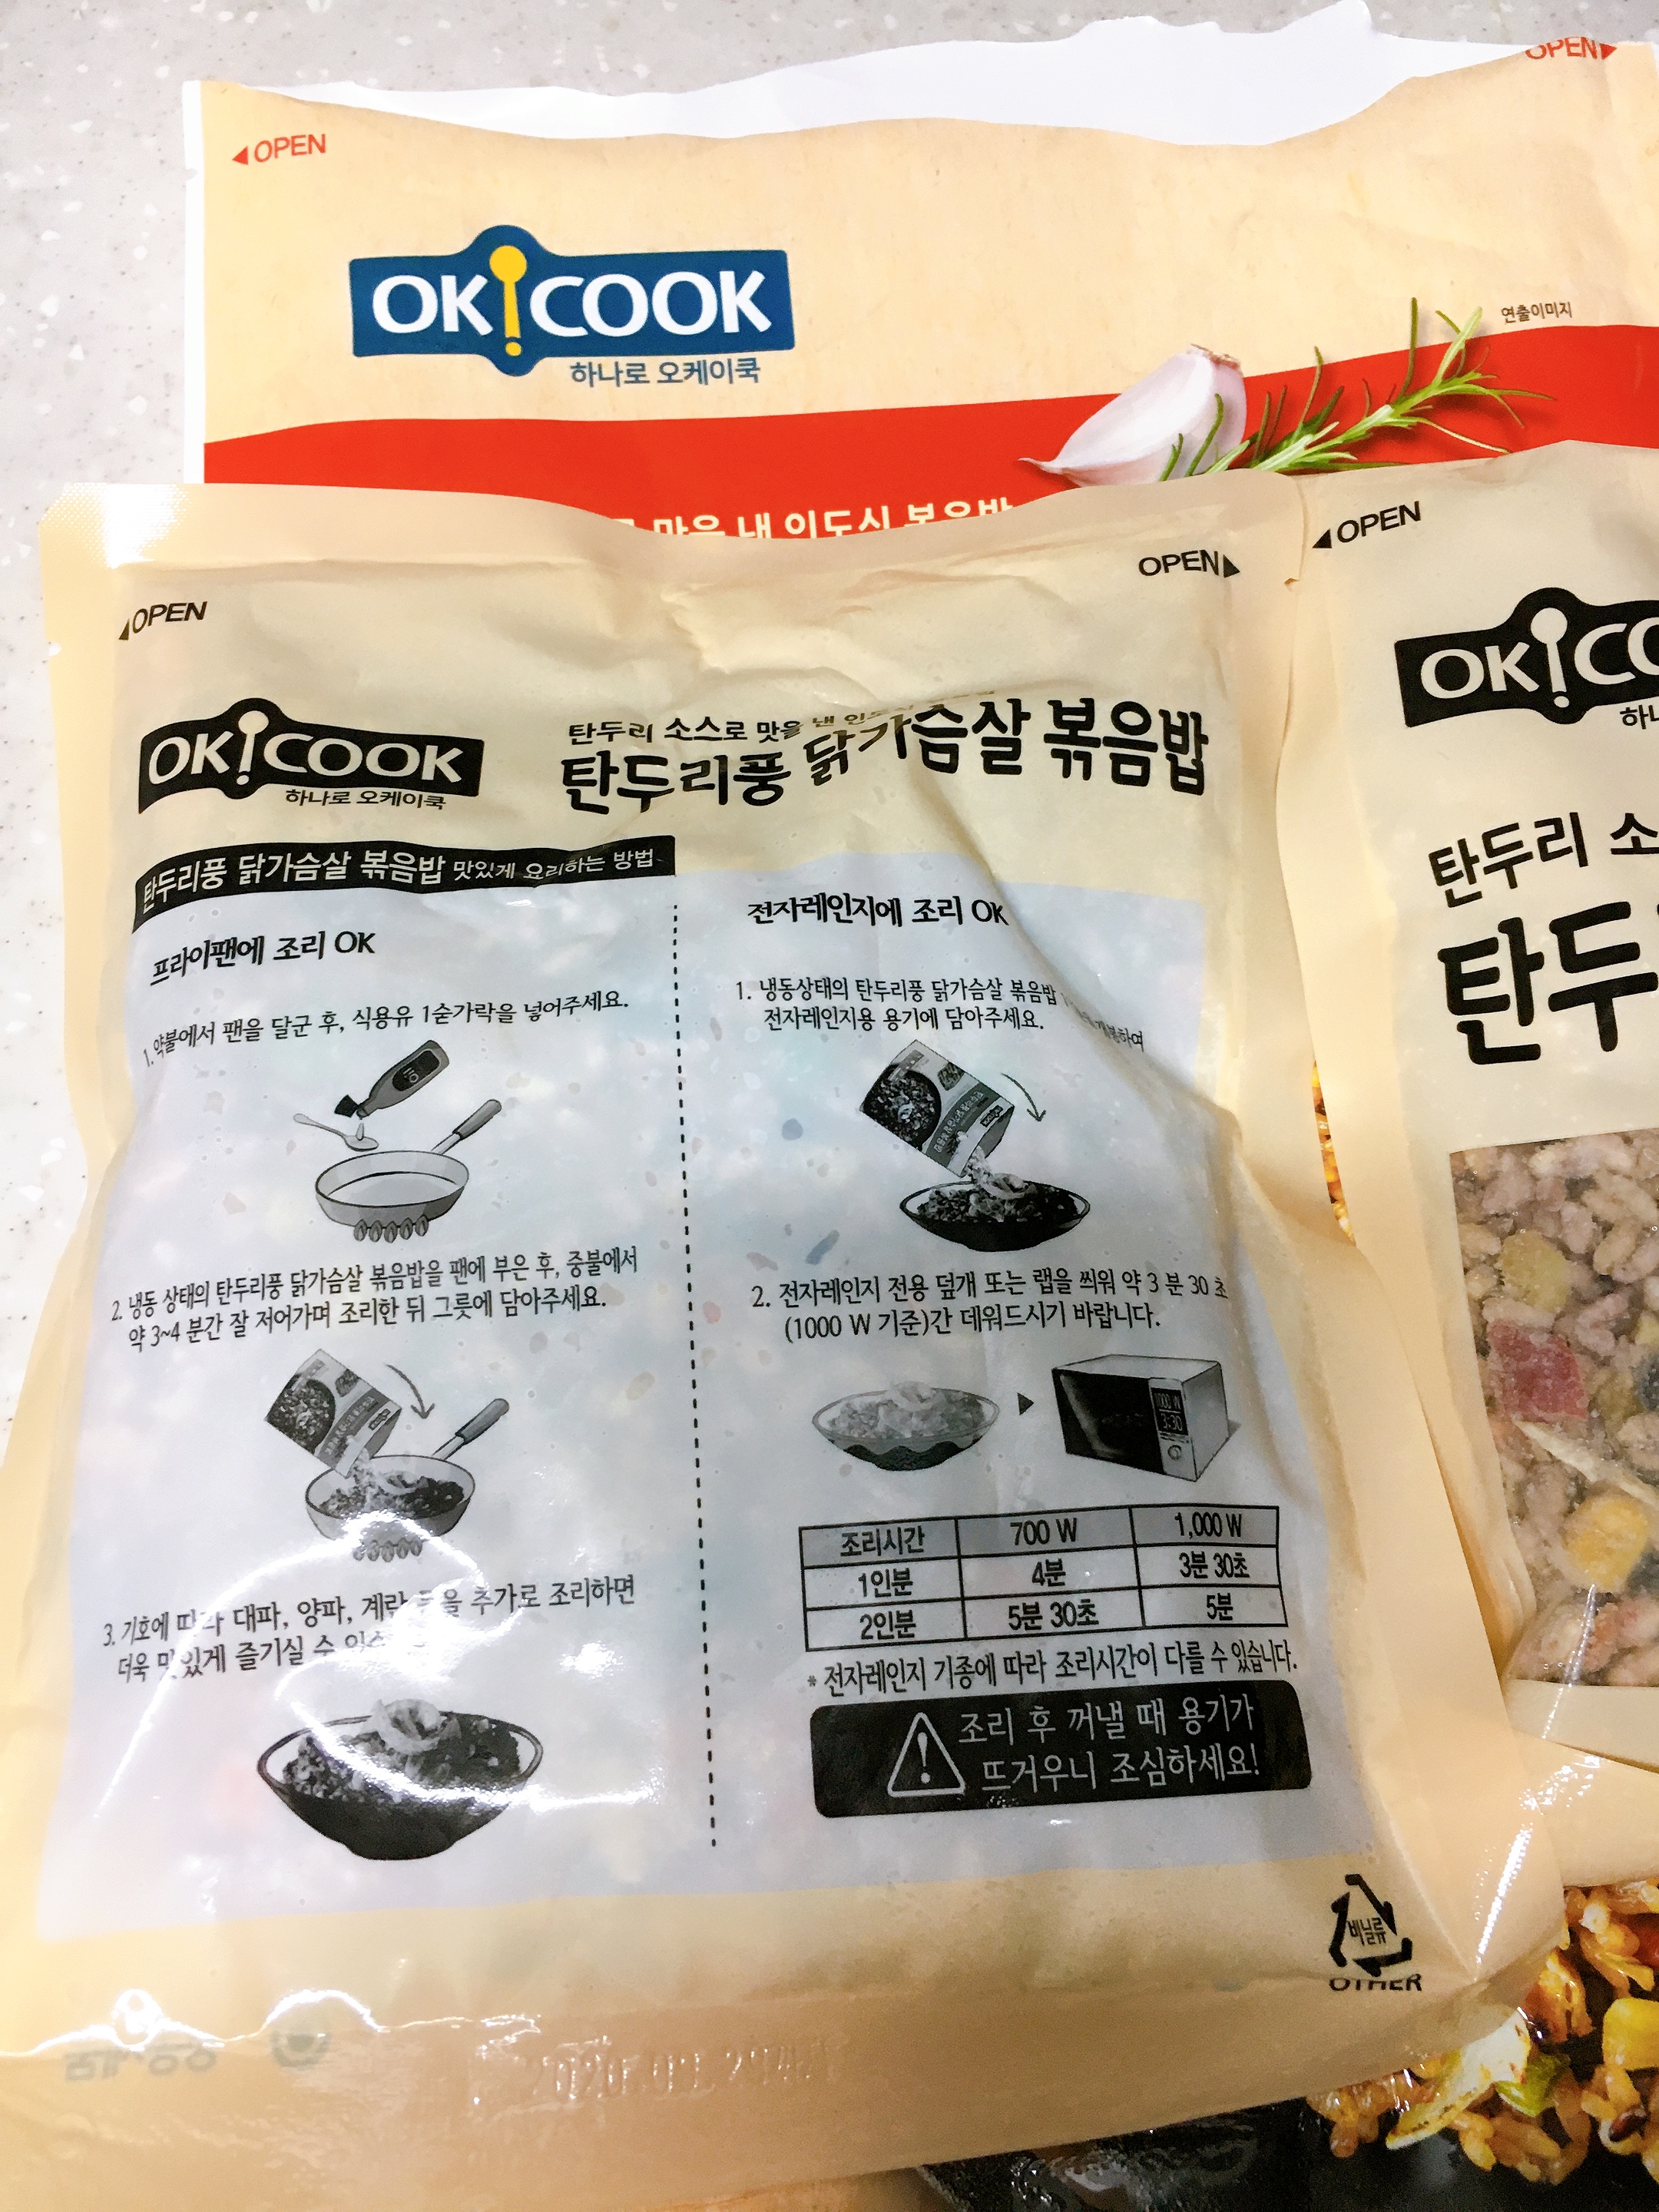 OPEN
OPEN
OK!COOK
하나로 오케이쿡
연출이미지
맛을 낸 인도식 볶음밥
OPEN
OPEN
OK!COOK
하나로 오케이쿡
탄두리 소스로 맛을 낸
탄두리풍 닭가슴살 볶음밥
탄두리풍 닭가슴살 볶음밥 맛있게 요리하는 방법
프라이팬에 조리 OK
1. 약불에서 팬을 달군 후, 식용유 1숟가락을 넣어주세요.
2. 냉동 상태의 탄두리풍 닭가슴살 볶음밥을 팬에 부은 후, 중불에서
약 3~4 분간 잘 저어가며 조리한 뒤 그릇에 담아주세요.
3. 기호에 따라 대파, 양파, 계란 등을 추가로 조리하면
더욱 맛있게 즐기실 수
전자레인지에 조리 OK
1. 냉동상태의 탄두리풍 닭가슴살 볶음밥
전자레인지용 용기에 담아주세요.
2. 전자레인지 전용 덮개 또는 랩을 씌워 약 3 분 30 초
(1000 W 기준)간 데워드시기 바랍니다.
조리시간 700 W 1,000 W
1인분 4분 3분 30초
2인분 5분 30초 5분
* 전자레인지 기종에 따라 조리시간이 다를 수 있습니다.
조리 후 꺼낼 때 용기가
뜨거우니 조심하세요!
비닐류
OTHER
OPEN
OK!CO
하나
탄두리 소
탄두